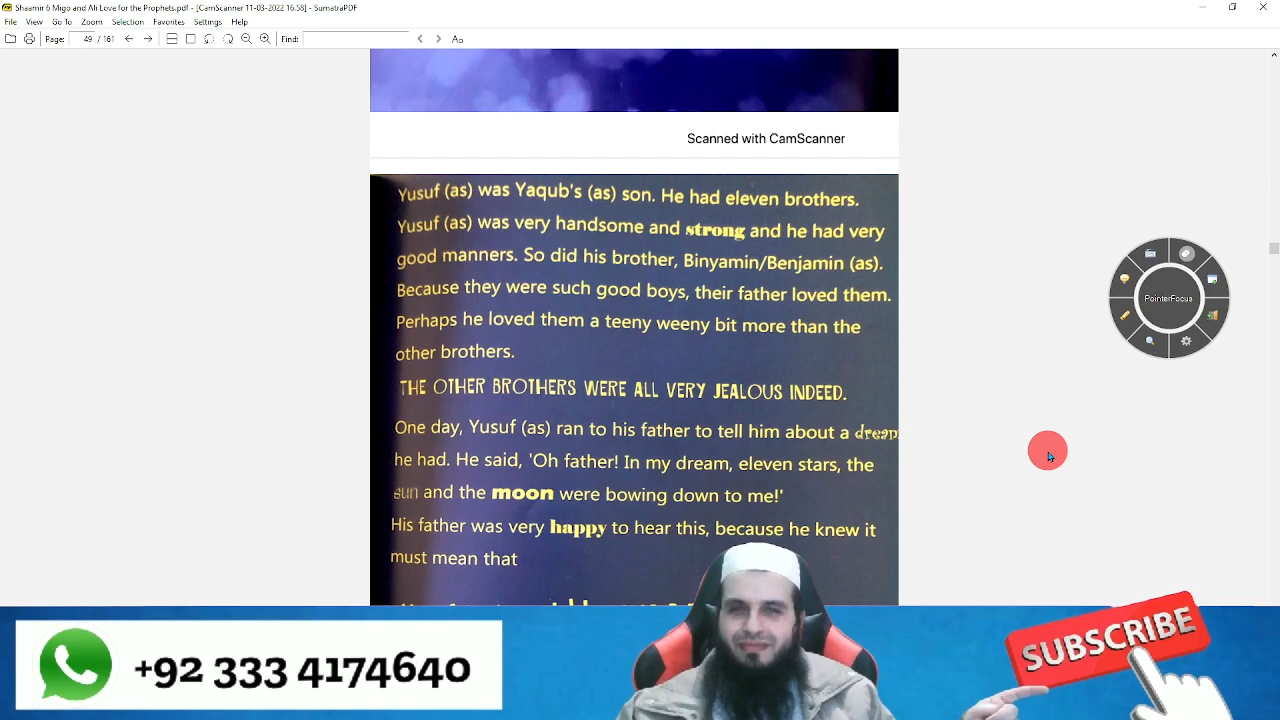 Shaamir 6 Migo and Ali Love for the Prophets.pdf - [CamScanner 11-03-2022 16.58] - SumatraPDF
File View Go To Zoom Selection Favorites Settings Help
Page: 49 / 161 Find:
Scanned with CamScanner
Yusuf (as) was Yaqub's (as) son. He had eleven brothers.
Yusuf (as) was very handsome and strong and he had very
good manners. So did his brother, Binyamin/Benjamin (as).
Because they were such good boys, their father loved them.
Perhaps he loved them a teeny weeny bit more than the
other brothers.
THE OTHER BROTHERS WERE ALL VERY JEALOUS INDEED.
One day, Yusuf (as) ran to his father to tell him about a dream
he had. He said, 'Oh father! In my dream, eleven stars, the
sun and the moon were bowing down to me!'
His father was very happy to hear this, because he knew it
must mean that
PointerFocus
+92 333 4174640
SUBSCRIBE